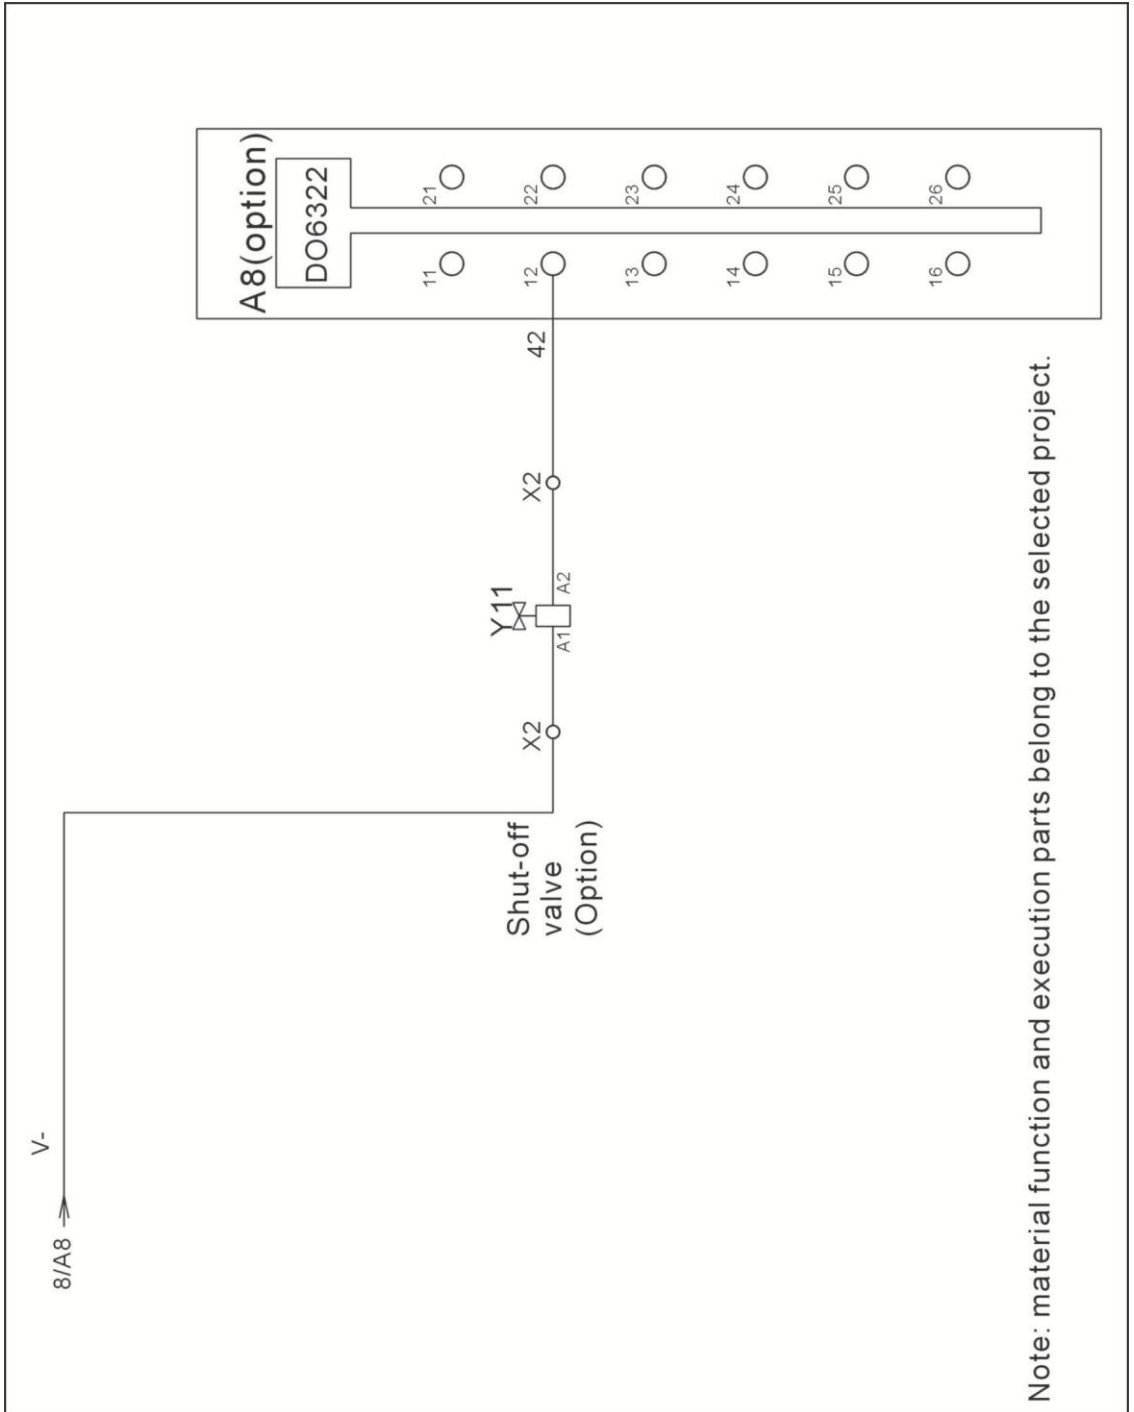 8/A8
V-
A8(option)
DO6322
11
21
12
22
13
23
14
24
15
25
16
26
42
X2
Y11
A1
A2
X2
Shut-off
valve
(Option)
Note: material function and execution parts belong to the selected project.